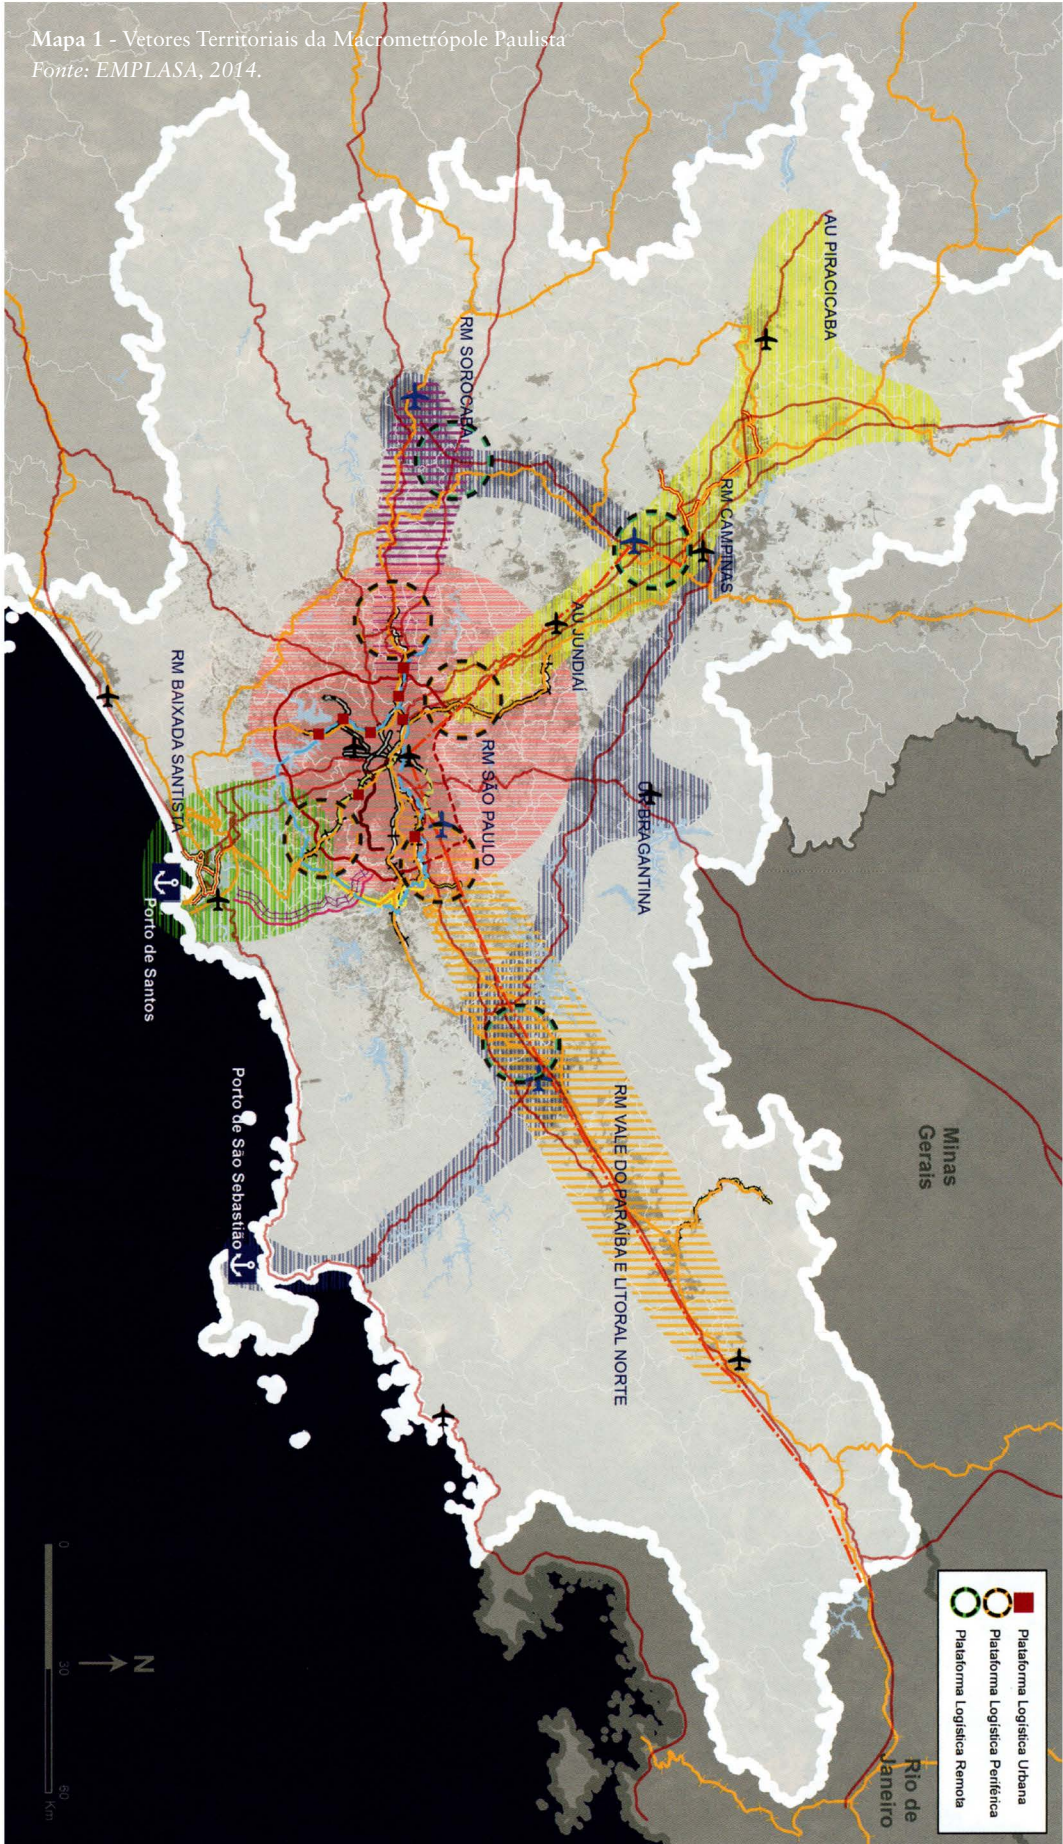 Mapa 1 - Vetores Territoriais da Macrometrópole Paulista
Fonte: EMPLASA, 2014.
AU PIRACICABA
RM SOROCABA
RM CAMPINAS
AU JUNDIAÍ
RM BAIXADA SANTISTA
RM SÃO PAULO
UR BRAGANTINA
Porto de Santos
Porto de São Sebastião
RM VALE DO PARAÍBA E LITORAL NORTE
Minas
Gerais
Rio de
Janeiro
Plataforma Logística Urbana
Plataforma Logística Periférica
Plataforma Logística Remota
N
0 30 60
Km